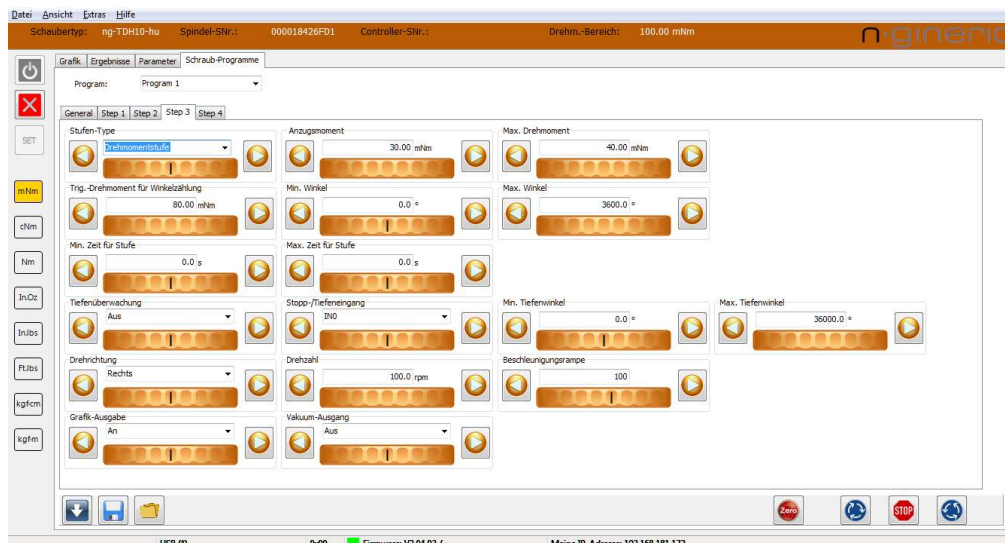 Datei Ansicht Extras Hilfe
Schaubertyp: ng-TDH10-hu Spindel-SNr.: 000018426FD1 Controller-SNr.: Drehm.-Bereich: 100.00 mNm n-gineric
Grafik Ergebnisse Parameter Schraub-Programme
Program: Program 1
General Step 1 Step 2 Step 3 Step 4
SET
mNm
cNm
Nm
In.Oz
In.lbs
Ft.lbs
kgf-cm
kgf-m
Stufen-Type Anzugsmoment Max. Drehmoment
Drehmomentstufe 30.00 mNm 40.00 mNm
Trig.-Drehmoment für Winkelzählung Min. Winkel Max. Winkel
80.00 mNm 0.0 ° 3600.0 °
Min. Zeit für Stufe Max. Zeit für Stufe
0.0 s 0.0 s
Tiefenüberwachung Stopp-/Tiefeneingang Min. Tiefenwinkel Max. Tiefenwinkel
Aus IN0 0.0 ° 36000.0 °
Drehrichtung Drehzahl Beschleunigungsrampe
Rechts 100.0 rpm 100
Grafik-Ausgabe Vakuum-Ausgang
An Aus
Zero STOP